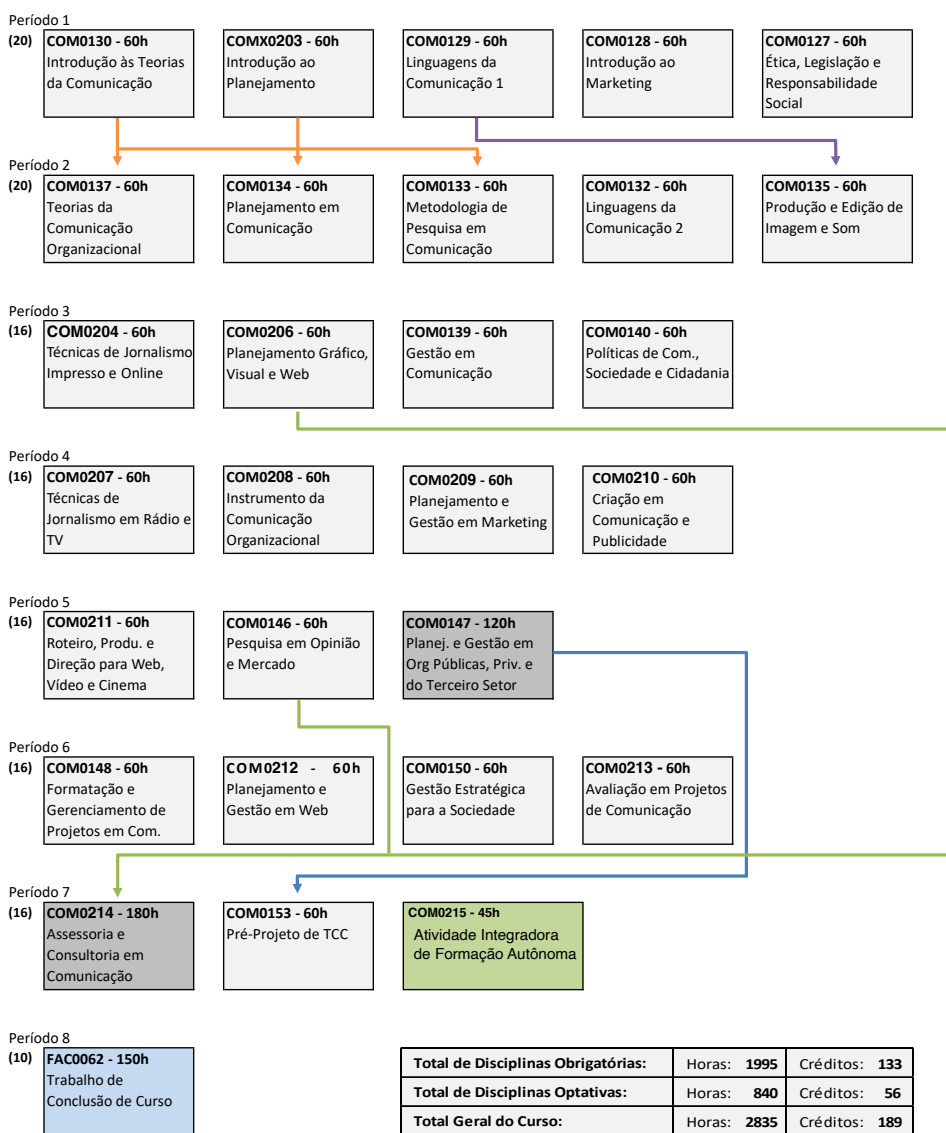 Período 1
(20)
COM0130 - 60h
Introdução às Teorias
da Comunicação
COMX0203 - 60h
Introdução ao
Planejamento
COM0129 - 60h
Linguagens da
Comunicação 1
COM0128 - 60h
Introdução ao
Marketing
COM0127 - 60h
Ética, Legislação e
Responsabilidade
Social
Período 2
(20)
COM0137 - 60h
Teorias da
Comunicação
Organizacional
COM0134 - 60h
Planejamento em
Comunicação
COM0133 - 60h
Metodologia de
Pesquisa em
Comunicação
COM0132 - 60h
Linguagens da
Comunicação 2
COM0135 - 60h
Produção e Edição de
Imagem e Som
Período 3
(16)
COM0204 - 60h
Técnicas de Jornalismo
Impresso e Online
COM0206 - 60h
Planejamento Gráfico,
Visual e Web
COM0139 - 60h
Gestão em
Comunicação
COM0140 - 60h
Políticas de Com.,
Sociedade e Cidadania
Período 4
(16)
COM0207 - 60h
Técnicas de
Jornalismo em Rádio e
TV
COM0208 - 60h
Instrumento da
Comunicação
Organizacional
COM0209 - 60h
Planejamento e
Gestão em Marketing
COM0210 - 60h
Criação em
Comunicação e
Publicidade
Período 5
(16)
COM0211 - 60h
Roteiro, Produ. e
Direção para Web,
Vídeo e Cinema
COM0146 - 60h
Pesquisa em Opinião
e Mercado
COM0147 - 120h
Planej. e Gestão em
Org Públicas, Priv. e
do Terceiro Setor
Período 6
(16)
COM0148 - 60h
Formatação e
Gerenciamento de
Projetos em Com.
COM0212 - 60h
Planejamento e
Gestão em Web
COM0150 - 60h
Gestão Estratégica
para a Sociedade
COM0213 - 60h
Avaliação em Projetos
de Comunicação
Período 7
(16)
COM0214 - 180h
Assessoria e
Consultoria em
Comunicação
COM0153 - 60h
Pré-Projeto de TCC
COM0215 - 45h
Atividade Integradora
de Formação Autônoma
Período 8
(10)
FAC0062 - 150h
Trabalho de
Conclusão de Curso
Total de Disciplinas Obrigatórias: Horas: 1995 Créditos: 133
Total de Disciplinas Optativas: Horas: 840 Créditos: 56
Total Geral do Curso: Horas: 2835 Créditos: 189